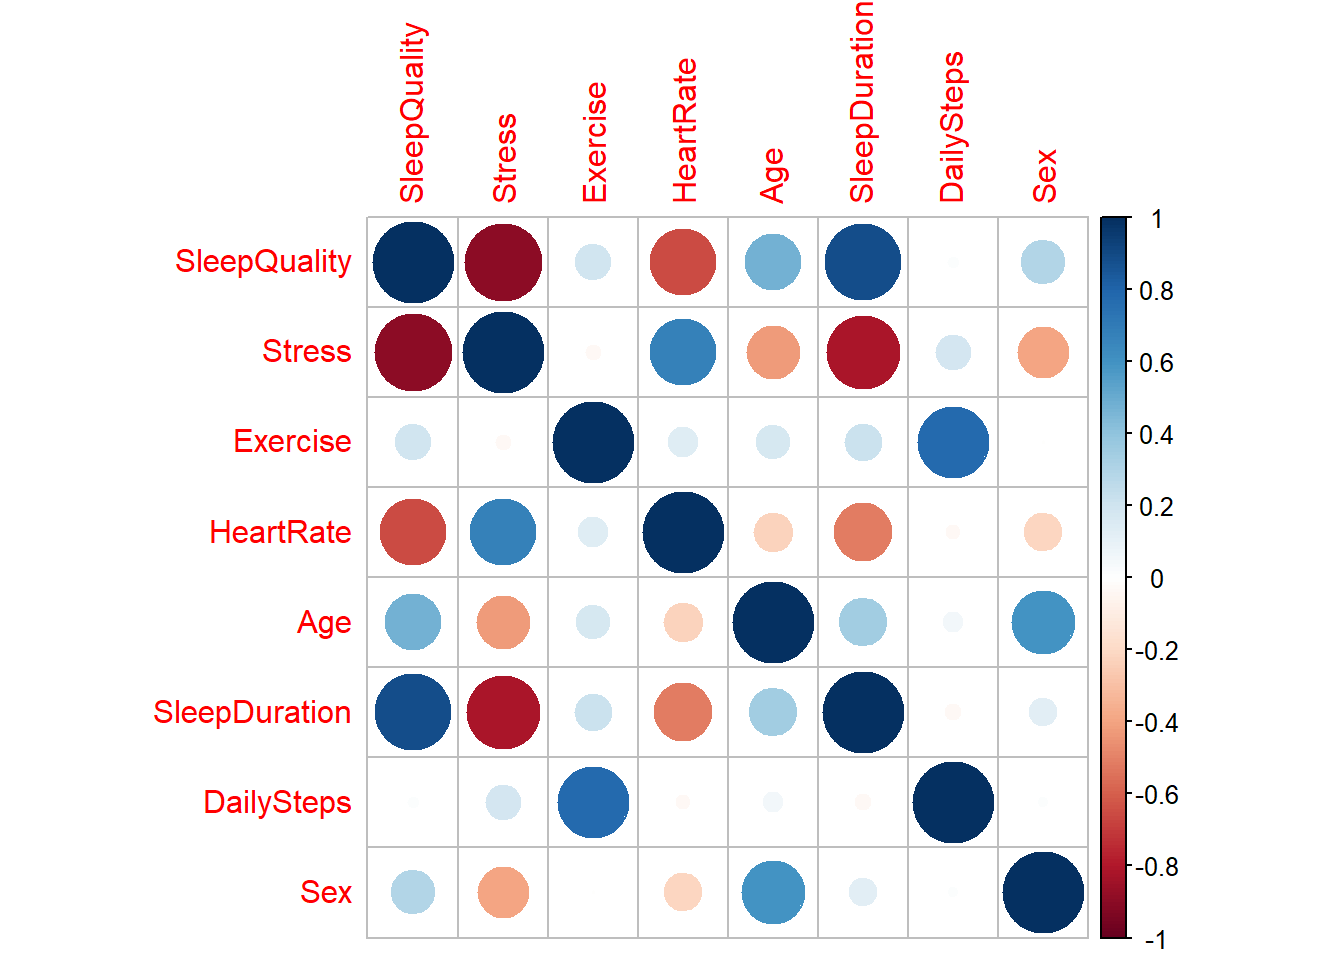 SleepQuality
Stress
Exercise
HeartRate
Age
SleepDuration
DailySteps
Sex
SleepQuality
Stress
Exercise
HeartRate
Age
SleepDuration
DailySteps
Sex
1
0.8
0.6
0.4
0.2
0
-0.2
-0.4
-0.6
-0.8
-1